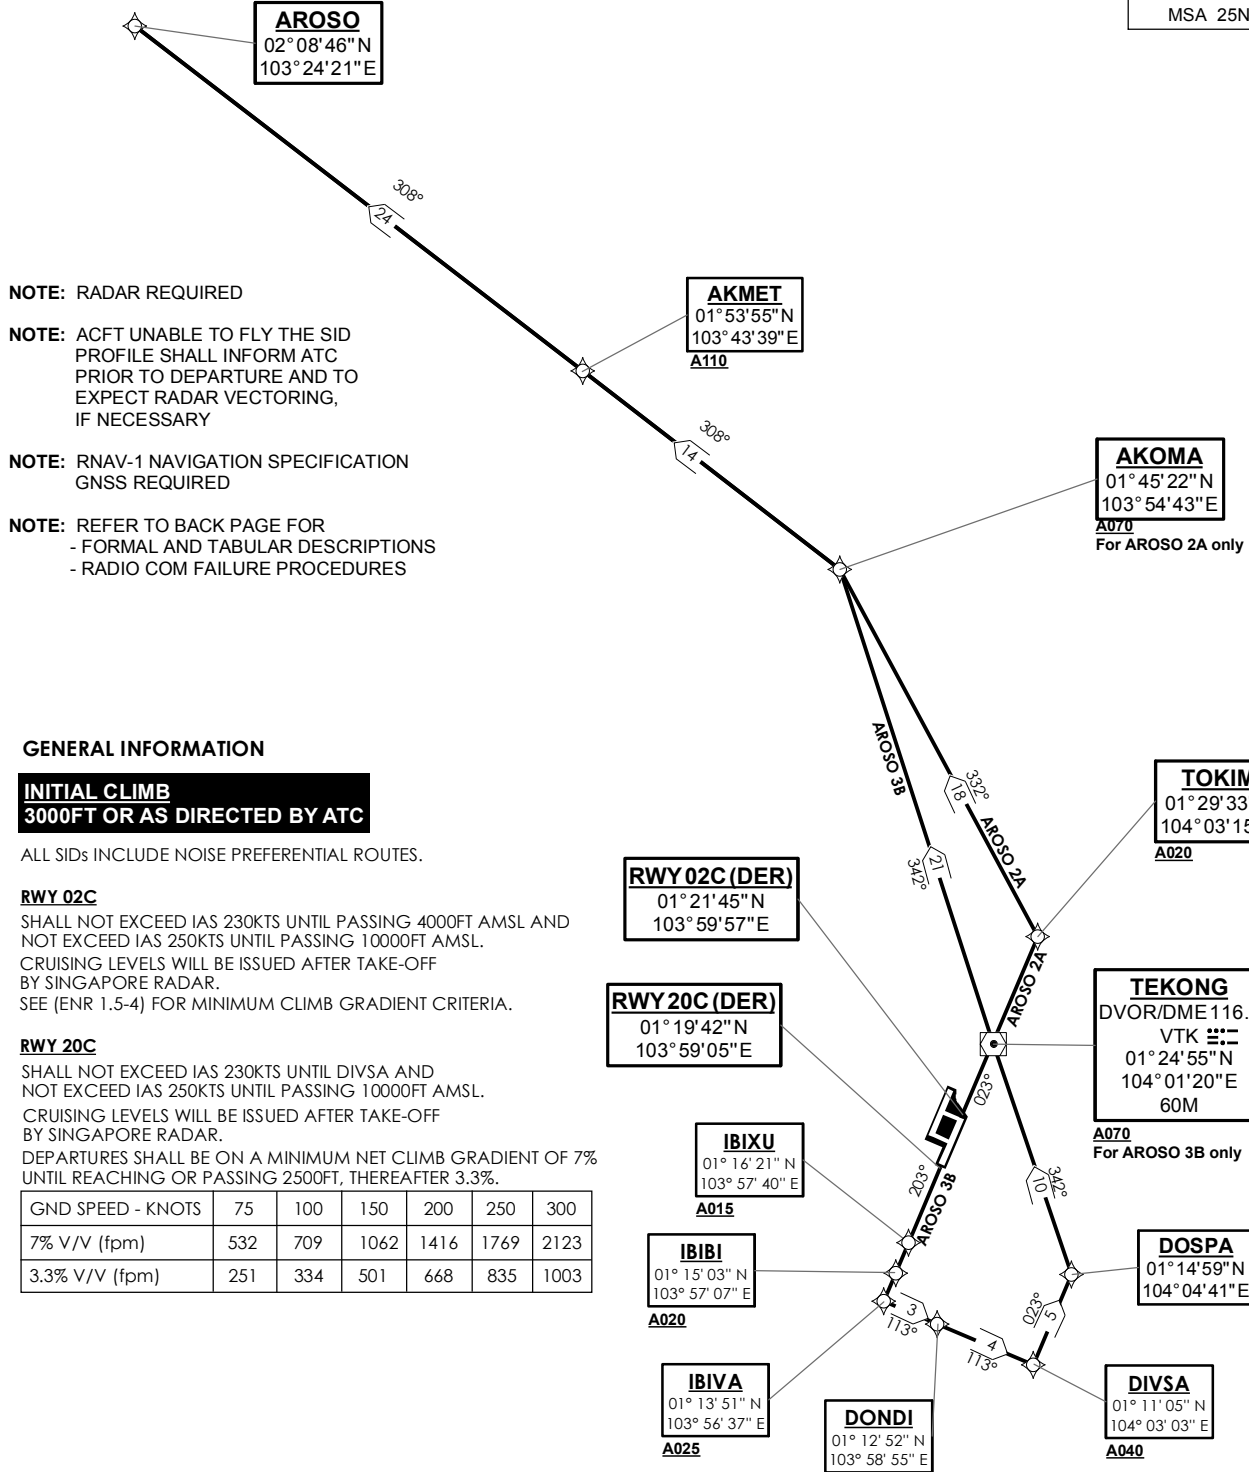 MSA 25N
AROSO
02°08'46"N
103°24'21"E
308°
24
NOTE: RADAR REQUIRED
NOTE: ACFT UNABLE TO FLY THE SID
PROFILE SHALL INFORM ATC
PRIOR TO DEPARTURE AND TO
EXPECT RADAR VECTORING,
IF NECESSARY
NOTE: RNAV-1 NAVIGATION SPECIFICATION
GNSS REQUIRED
NOTE: REFER TO BACK PAGE FOR
- FORMAL AND TABULAR DESCRIPTIONS
- RADIO COM FAILURE PROCEDURES
AKMET
01°53'55"N
103°43'39"E
A110
308°
14
AKOMA
01°45'22"N
103°54'43"E
A070
For AROSO 2A only
GENERAL INFORMATION
INITIAL CLIMB
3000FT OR AS DIRECTED BY ATC
ALL SIDs INCLUDE NOISE PREFERENTIAL ROUTES.
RWY 02C
SHALL NOT EXCEED IAS 230KTS UNTIL PASSING 4000FT AMSL AND
NOT EXCEED IAS 250KTS UNTIL PASSING 10000FT AMSL.
CRUISING LEVELS WILL BE ISSUED AFTER TAKE-OFF
BY SINGAPORE RADAR.
SEE (ENR 1.5-4) FOR MINIMUM CLIMB GRADIENT CRITERIA.
RWY 20C
SHALL NOT EXCEED IAS 230KTS UNTIL DIVSA AND
NOT EXCEED IAS 250KTS UNTIL PASSING 10000FT AMSL.
CRUISING LEVELS WILL BE ISSUED AFTER TAKE-OFF
BY SINGAPORE RADAR.
DEPARTURES SHALL BE ON A MINIMUM NET CLIMB GRADIENT OF 7%
UNTIL REACHING OR PASSING 2500FT, THEREAFTER 3.3%.
GND SPEED - KNOTS 75 100 150 200 250 300
7% V/V (fpm) 532 709 1062 1416 1769 2123
3.3% V/V (fpm) 251 334 501 668 835 1003
AROSO 3B
332°
18
AROSO 2A
21
342°
TOKIM
01°29'33
104°03'15
A020
RWY 02C (DER)
01°21'45"N
103°59'57"E
AROSO 2A
RWY 20C (DER)
01°19'42"N
103°59'05"E
TEKONG
DVOR/DME 116.
VTK
01°24'55"N
104°01'20"E
60M
A070
For AROSO 3B only
023°
IBIXU
01° 16' 21" N
103° 57' 40" E
A015
203°
AROSO 3B
342°
10
IBIBI
01° 15' 03" N
103° 57' 07" E
A020
DOSPA
01°14'59"N
104°04'41"E
3
113°
4
113°
023°
5
IBIVA
01° 13' 51" N
103° 56' 37" E
A025
DONDI
01° 12' 52" N
103° 58' 55" E
DIVSA
01° 11' 05" N
104° 03' 03" E
A040